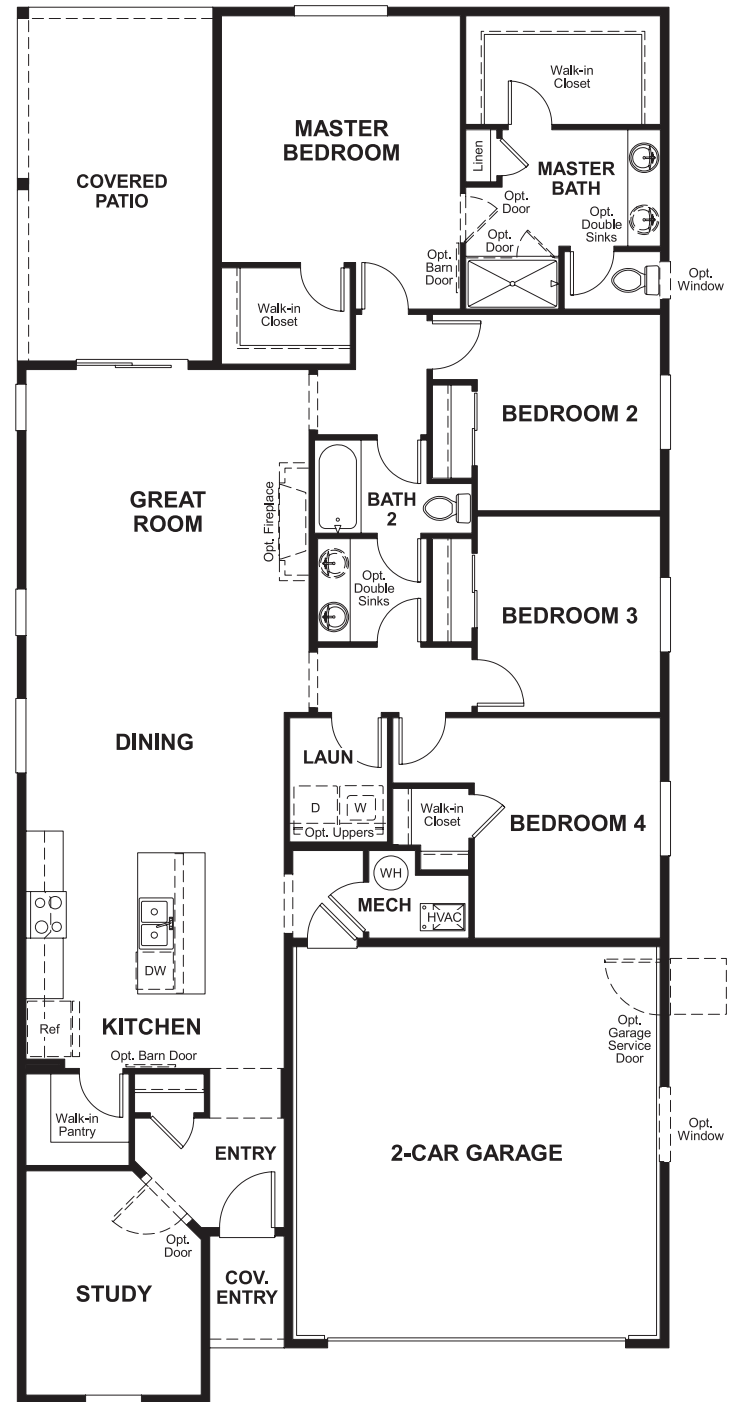 Walk-in
Closet
MASTER
BEDROOM
Linen
MASTER
BATH
COVERED
PATIO
Opt.
Door
Opt.
Double
Sinks
Opt.
Door
Opt.
Barn
Door
Opt.
Window
Walk-in
Closet
BEDROOM 2
GREAT
ROOM
Opt. Fireplace
BATH
2
Opt.
Double
Sinks
BEDROOM 3
DINING
LAUN
D
W
Opt. Uppers
Walk-in
Closet
BEDROOM 4
WH
MECH
HVAC
DW
Ref
KITCHEN
Opt. Barn Door
Opt.
Garage
Service
Door
Walk-in
Pantry
ENTRY
2-CAR GARAGE
Opt.
Window
Opt.
Door
STUDY
COV.
ENTRY